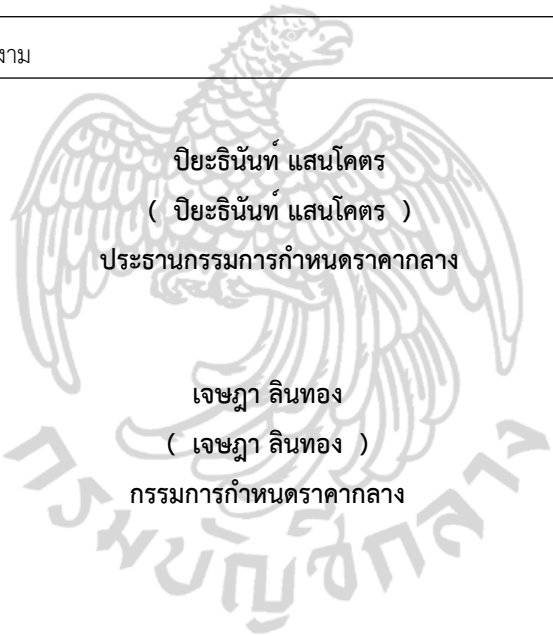 งาม
ปิยะธินันท์ แสนโคตร
( ปิยะธินันท์ แสนโคตร )
ประธานกรรมการกำหนดราคากลาง
เจษฎา ลินทอง
( เจษฎา ลินทอง )
กรรมการกำหนดราคากลาง
กรมบัญชีกลาง